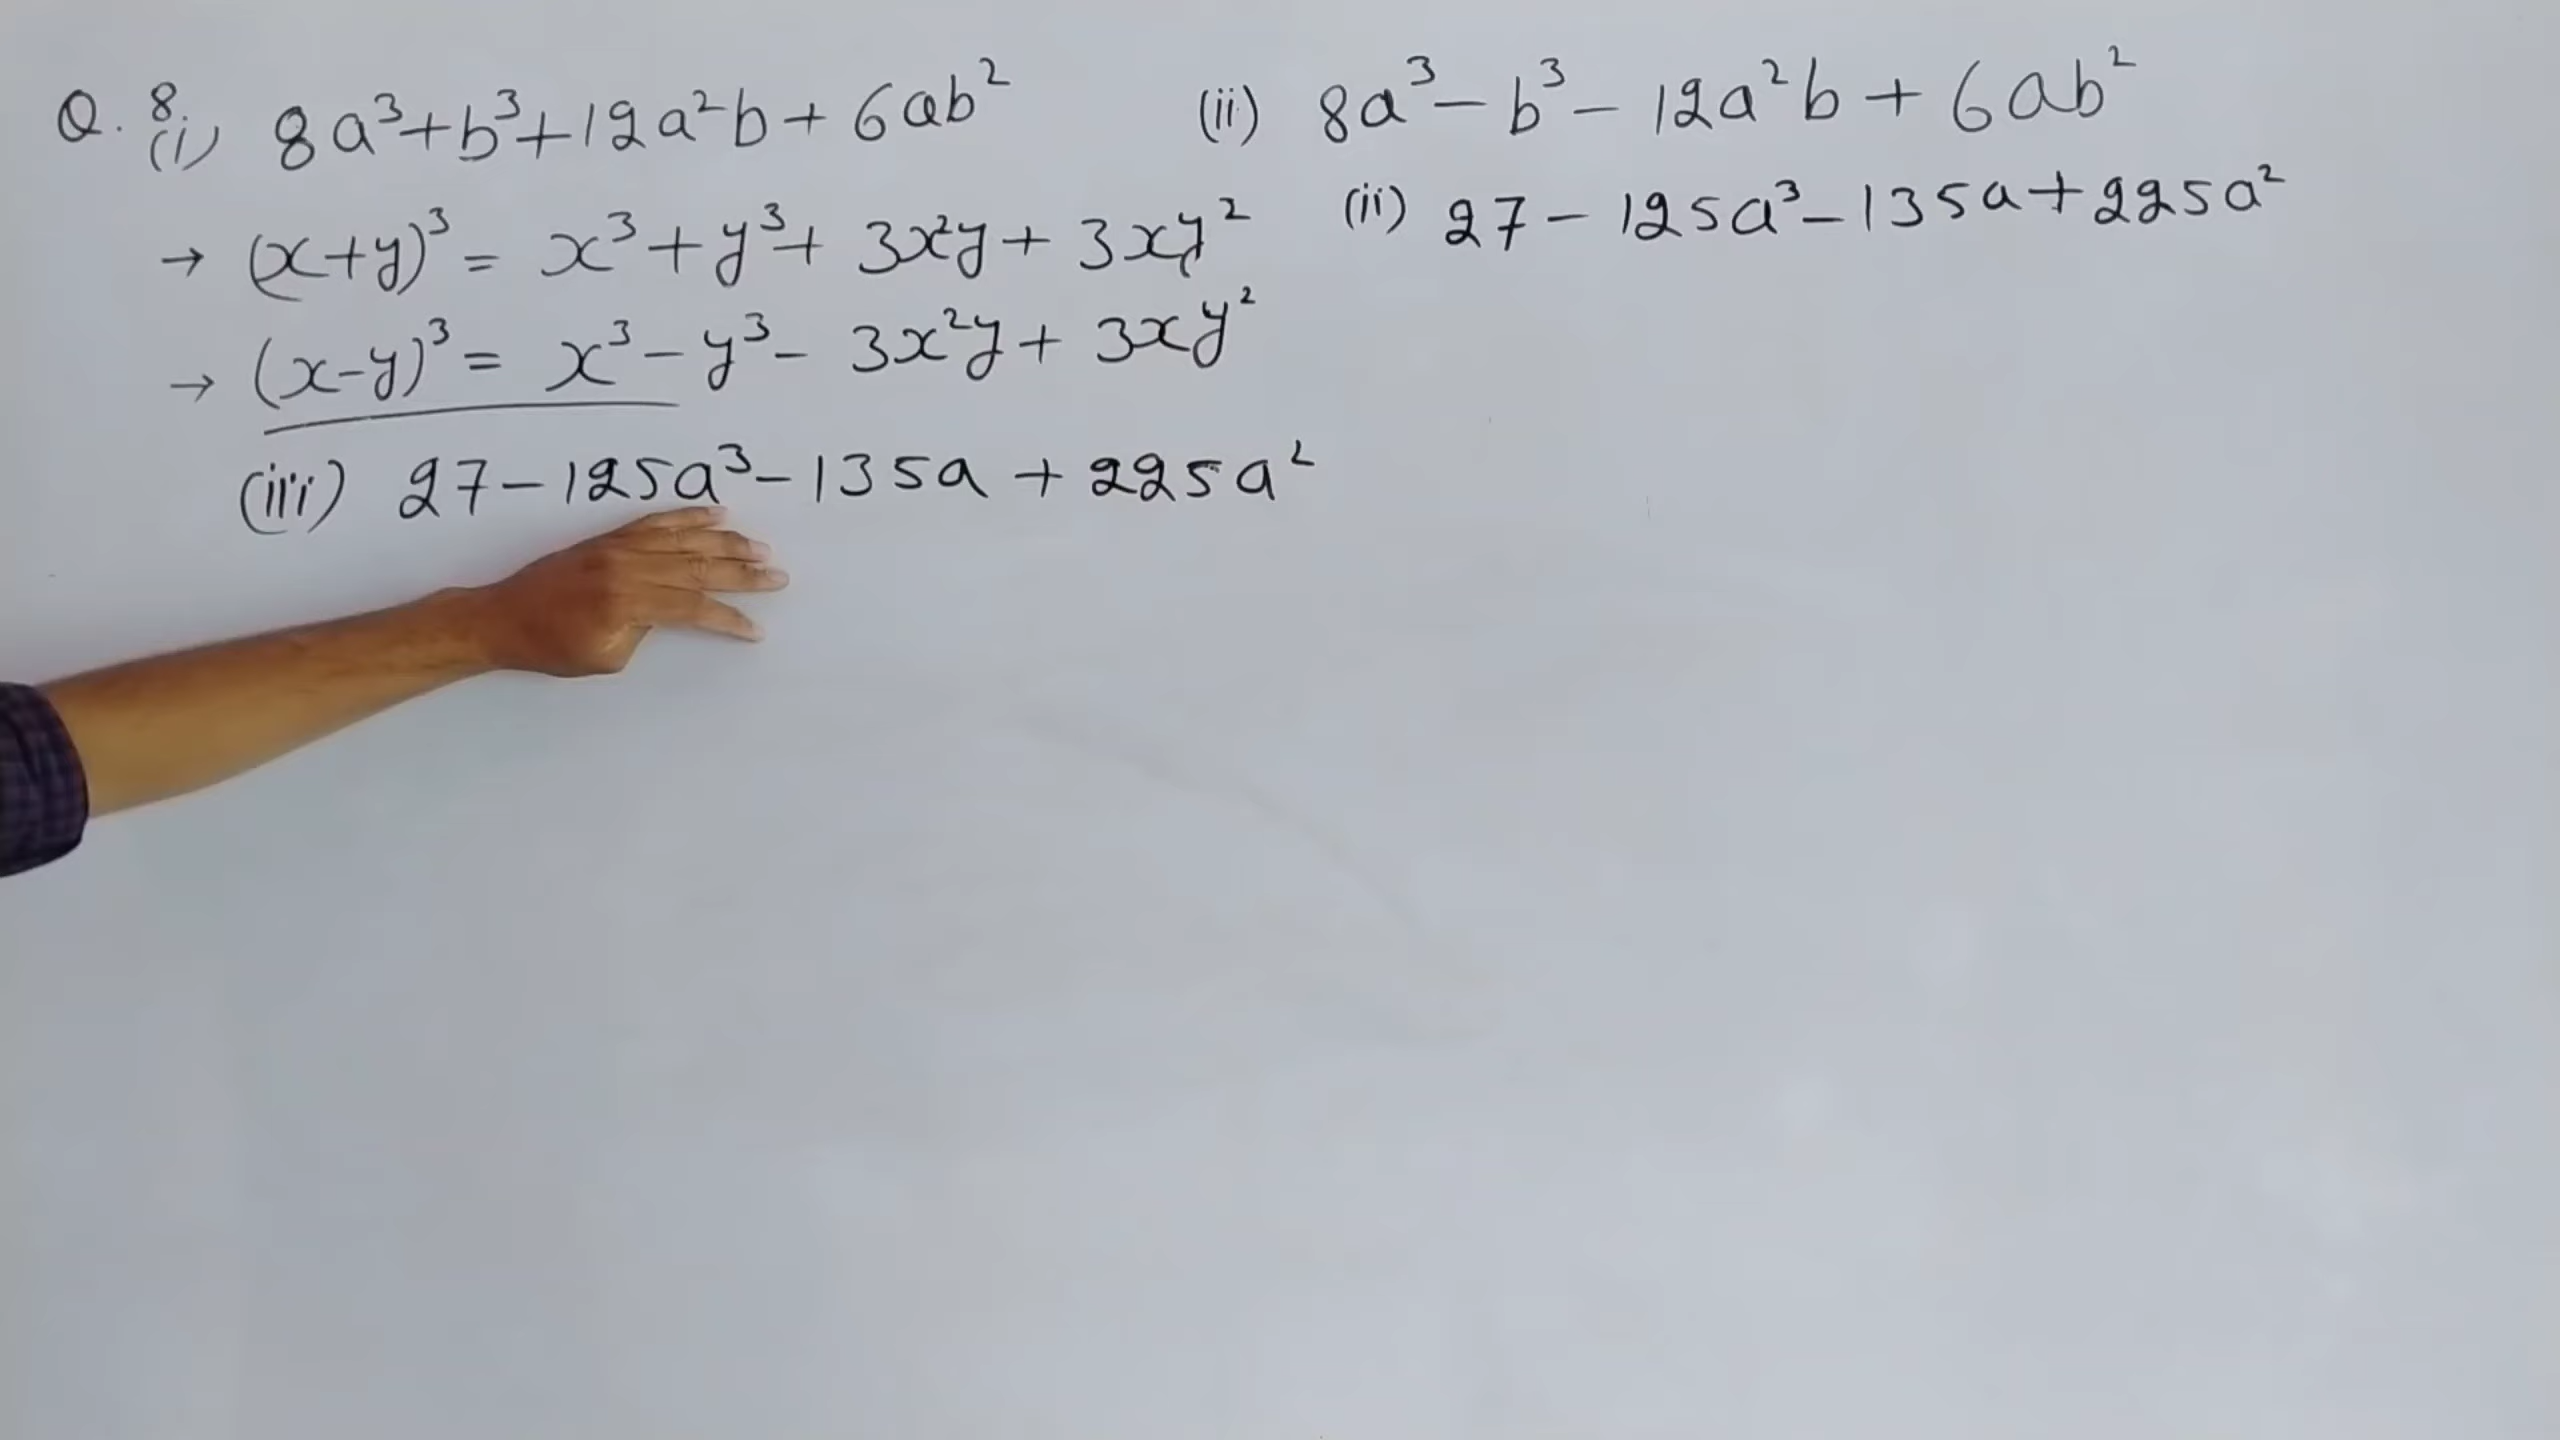 Q. 8. (i) 8a³+b³+12a²b+6ab²
→ (x+y)³ = x³+y³+3x²y+3xy²
→ (x-y)³ = x³-y³-3x²y+3xy²
(iii) 27-125a³-135a+225a²
(ii) 8a³-b³-12a²b+6ab²
(ii) 27-125a³-135a+225a²